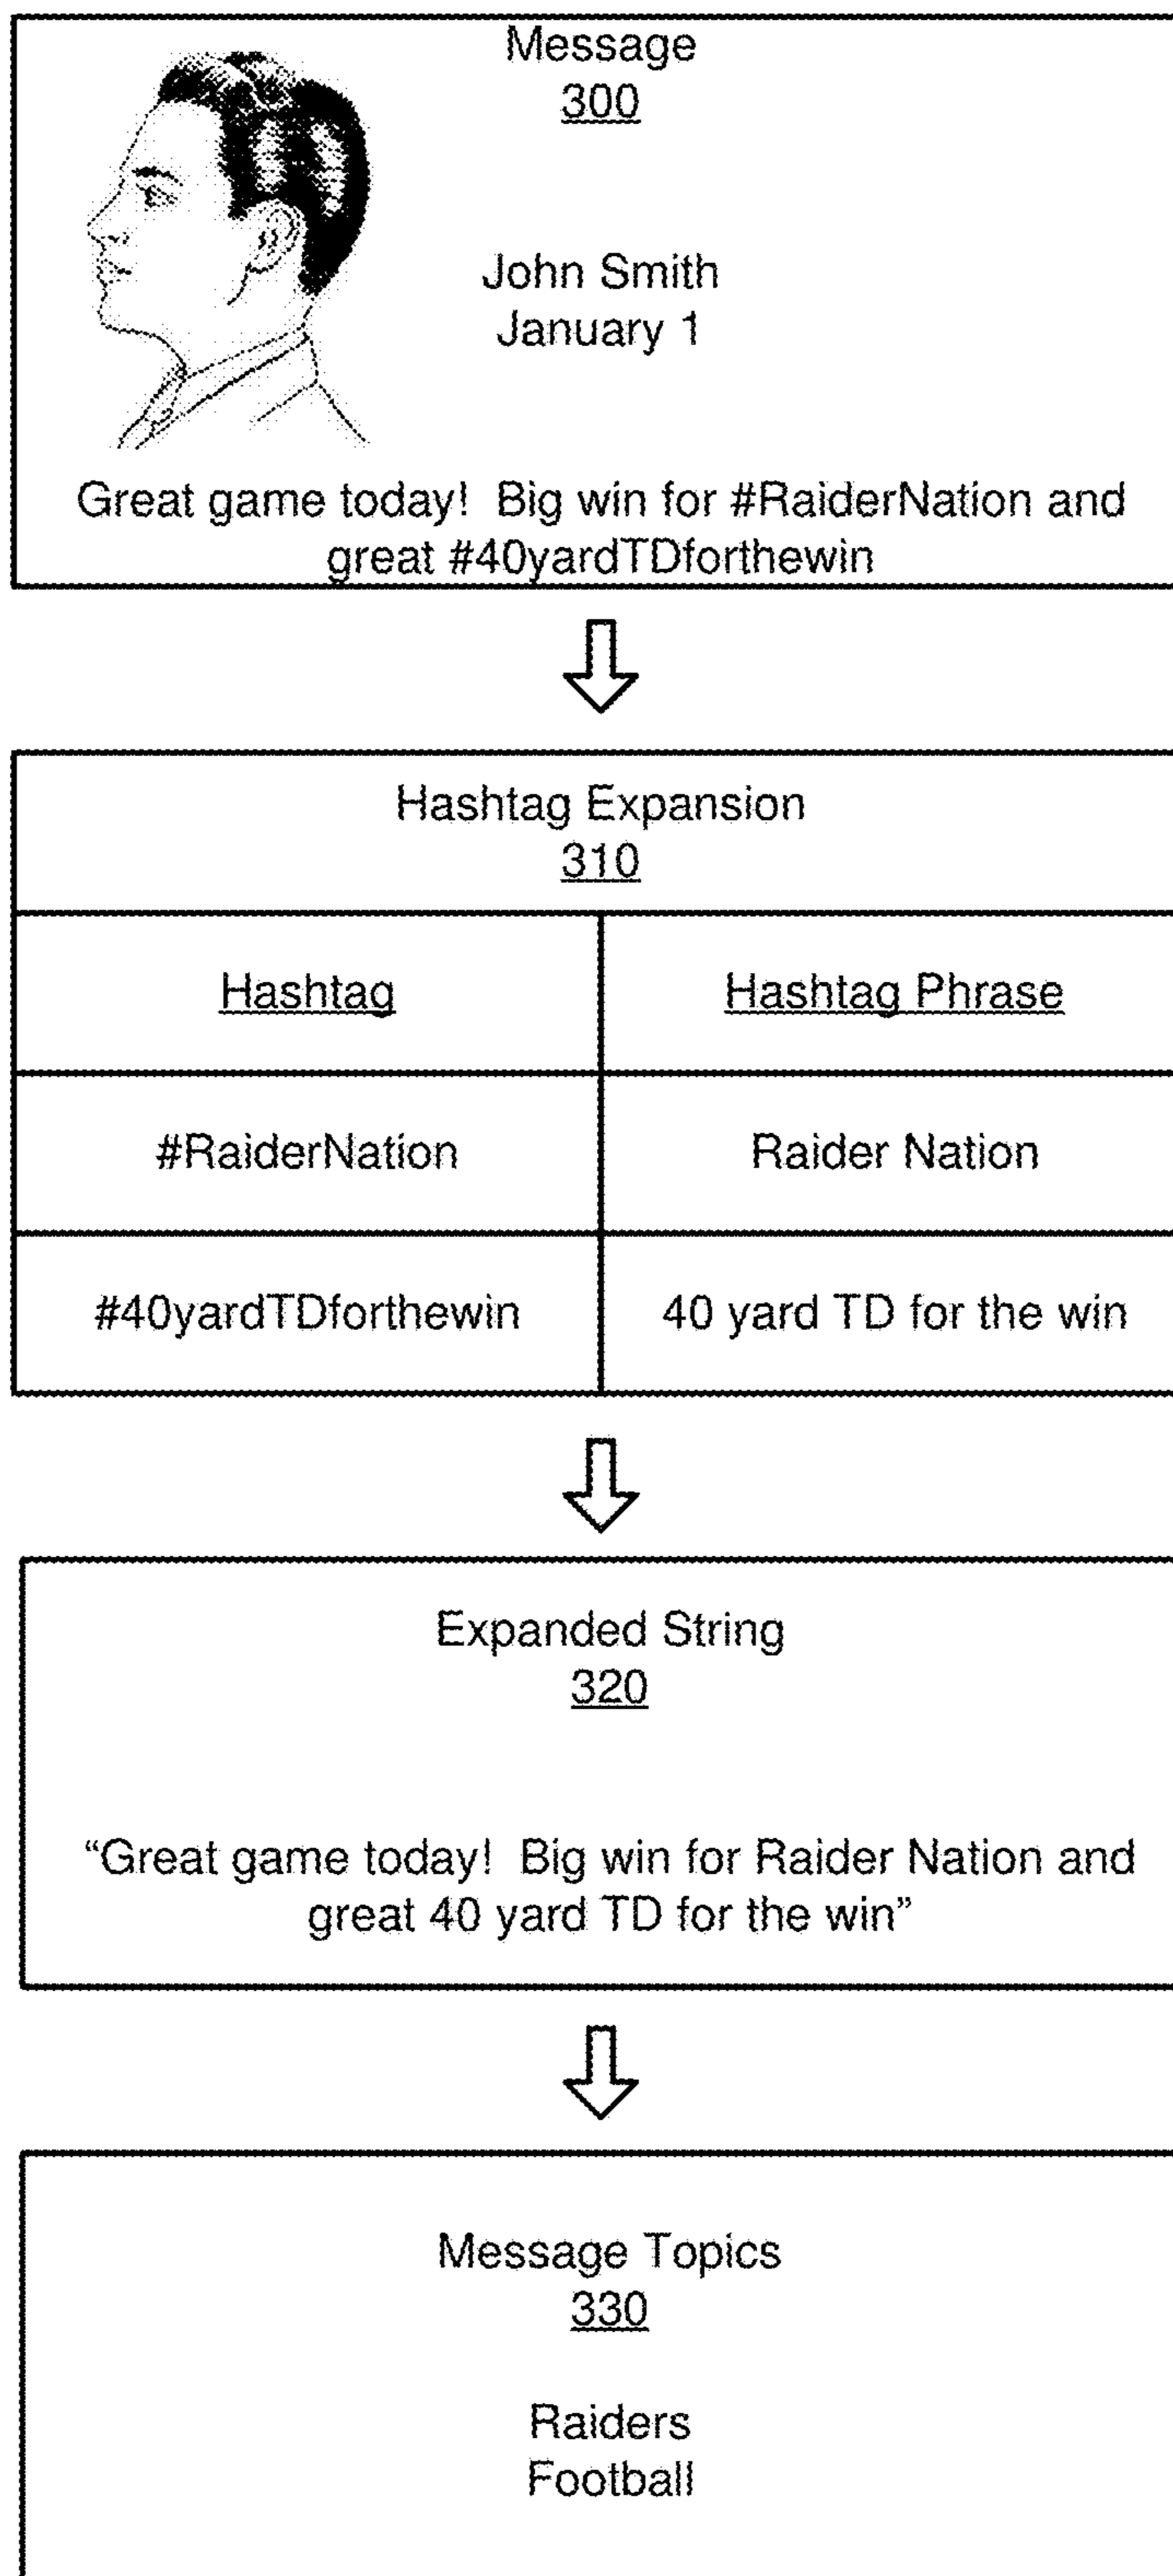 Message
300
John Smith
January 1
Great game today!  Big win for #RaiderNation and
great #40yardTDforthewin
Hashtag Expansion
310
Hashtag
Hashtag Phrase
#RaiderNation
Raider Nation
#40yardTDforthewin
40 yard TD for the win
Expanded String
320
“Great game today!  Big win for Raider Nation and
great 40 yard TD for the win”
Message Topics
330
Raiders
Football